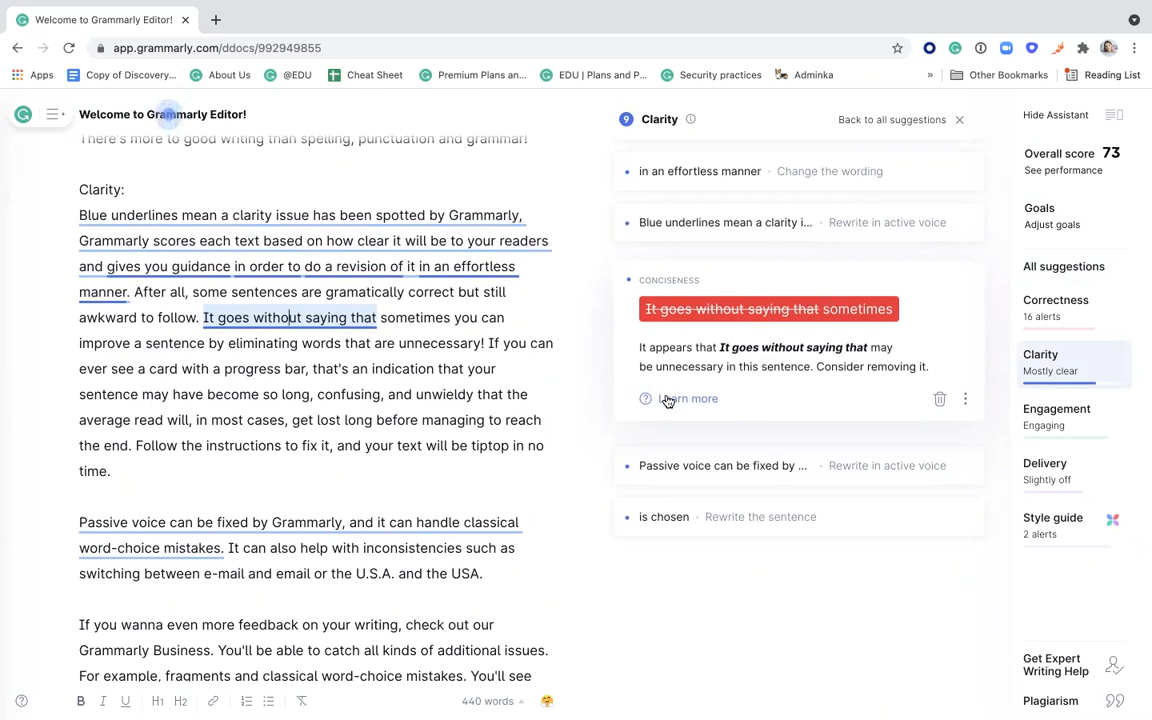 Welcome to Grammarly Editor!
app.grammarly.com/ddocs/992949855
Apps
Copy of Discovery...
About Us
@EDU
Cheat Sheet
Premium Plans an...
EDU | Plans and P...
Security practices
Adminka
»
Other Bookmarks
Reading List
Welcome to Grammarly Editor!
There's more to good writing than spelling, punctuation and grammar!
Clarity:
Blue underlines mean a clarity issue has been spotted by Grammarly,
Grammarly scores each text based on how clear it will be to your readers
and gives you guidance in order to do a revision of it in an effortless
manner. After all, some sentences are gramatically correct but still
awkward to follow. It goes without saying that sometimes you can
improve a sentence by eliminating words that are unnecessary! If you can
ever see a card with a progress bar, that's an indication that your
sentence may have become so long, confusing, and unwieldy that the
average read will, in most cases, get lost long before managing to reach
the end. Follow the instructions to fix it, and your text will be tiptop in no
time.
Passive voice can be fixed by Grammarly, and it can handle classical
word-choice mistakes. It can also help with inconsistencies such as
switching between e-mail and email or the U.S.A. and the USA.
If you wanna even more feedback on your writing, check out our
Grammarly Business. You'll be able to catch all kinds of additional issues.
For example, fragments and classical word-choice mistakes. You'll see
B I U H1 H2
440 words
9 Clarity
Back to all suggestions
in an effortless manner · Change the wording
Blue underlines mean a clarity i... · Rewrite in active voice
CONCISENESS
It goes without saying that sometimes
It appears that It goes without saying that may
be unnecessary in this sentence. Consider removing it.
Learn more
Passive voice can be fixed by ... · Rewrite in active voice
is chosen · Rewrite the sentence
Hide Assistant
Overall score 73
See performance
Goals
Adjust goals
All suggestions
Correctness
16 alerts
Clarity
Mostly clear
Engagement
Engaging
Delivery
Slightly off
Style guide
2 alerts
Get Expert
Writing Help
Plagiarism